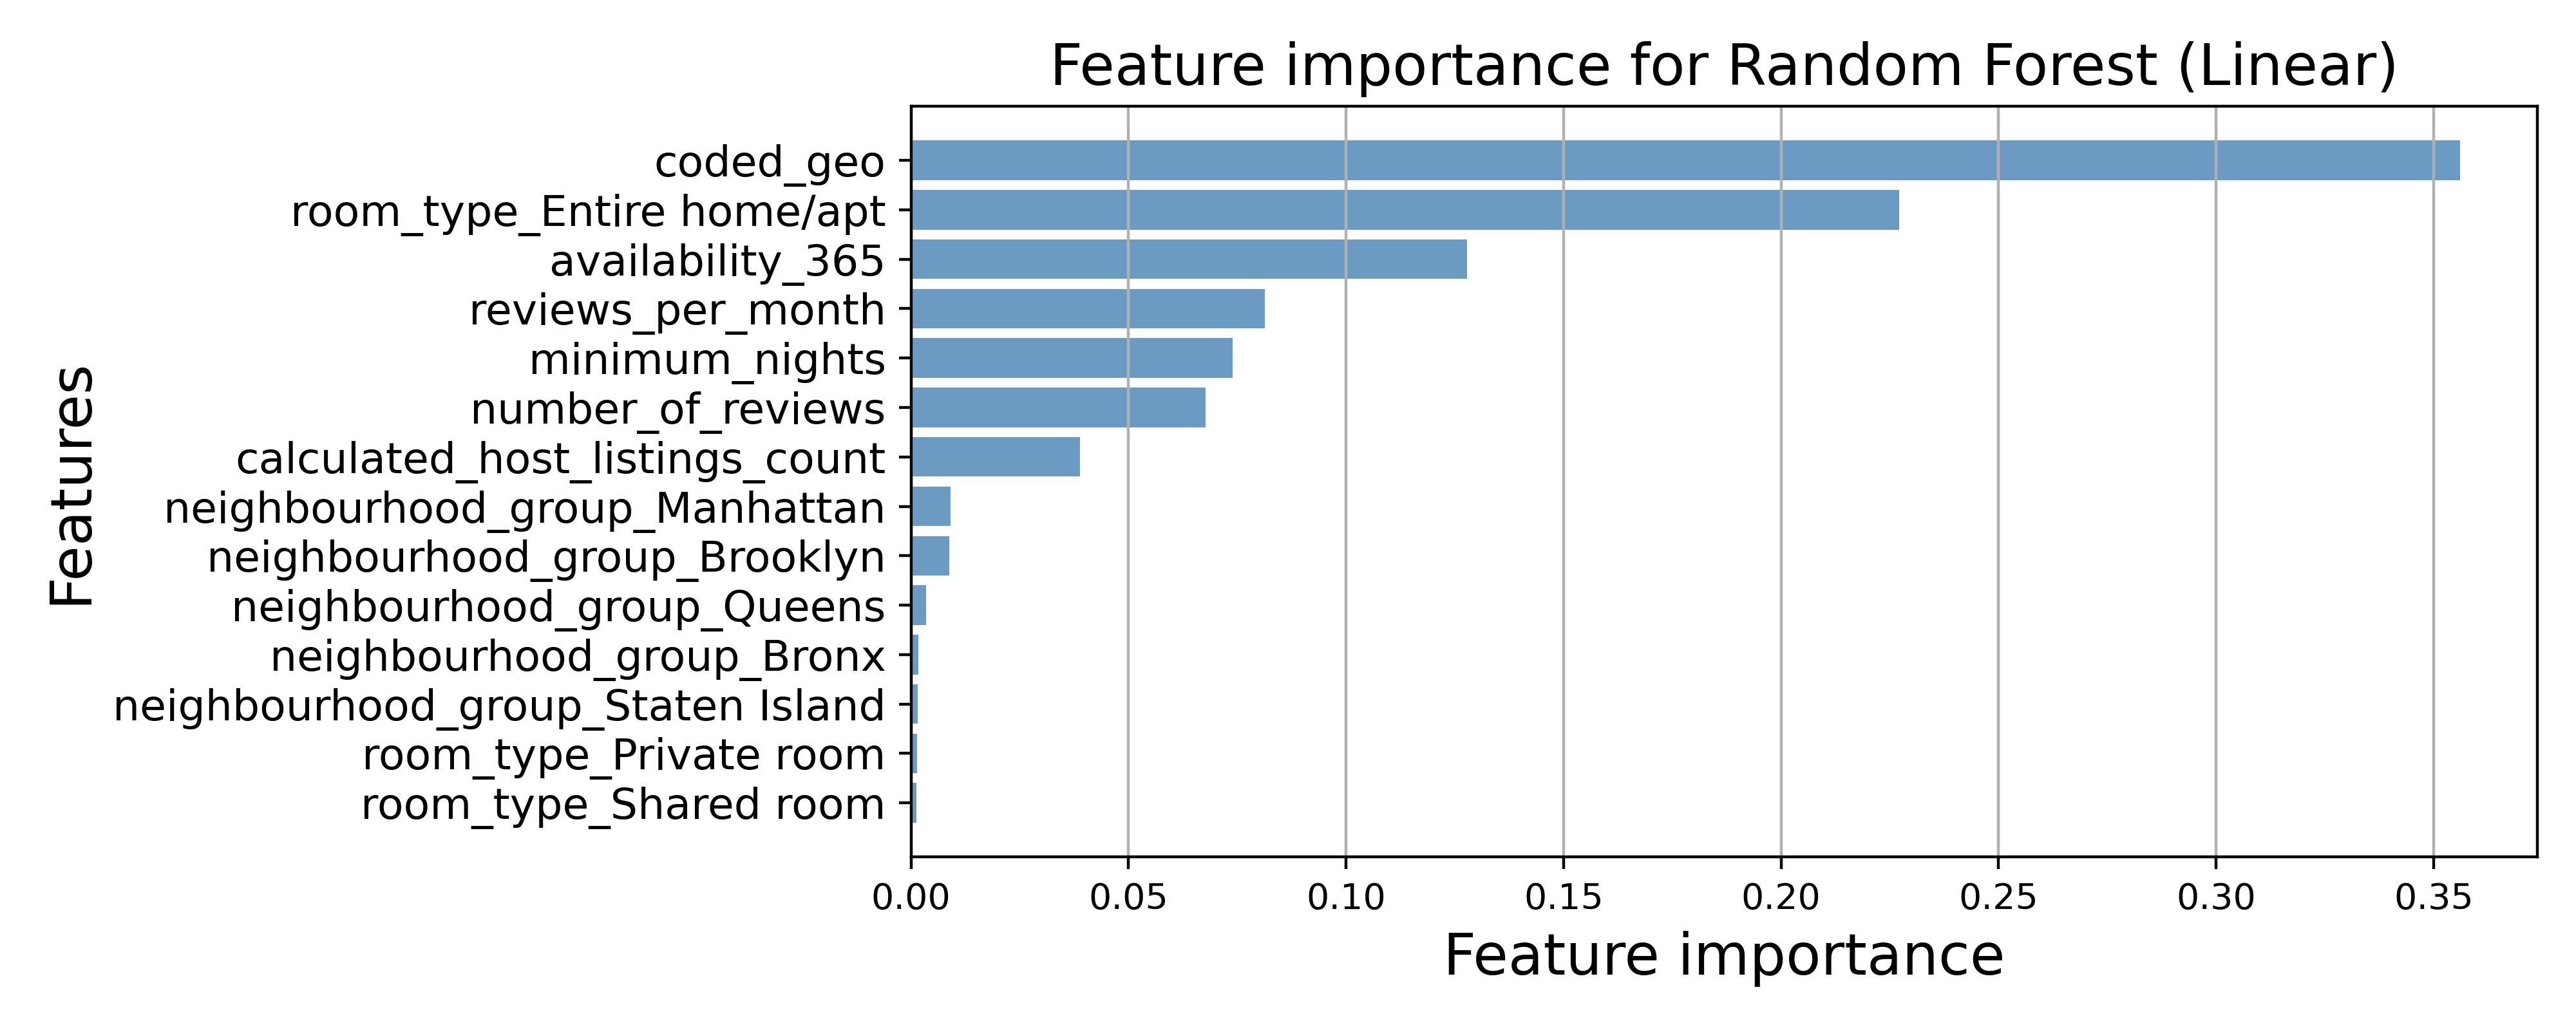 Feature importance for Random Forest (Linear)
Features
coded_geo
room_type_Entire home/apt
availability_365
reviews_per_month
minimum_nights
number_of_reviews
calculated_host_listings_count
neighbourhood_group_Manhattan
neighbourhood_group_Brooklyn
neighbourhood_group_Queens
neighbourhood_group_Bronx
neighbourhood_group_Staten Island
room_type_Private room
room_type_Shared room
0.00 0.05 0.10 0.15 0.20 0.25 0.30 0.35
Feature importance